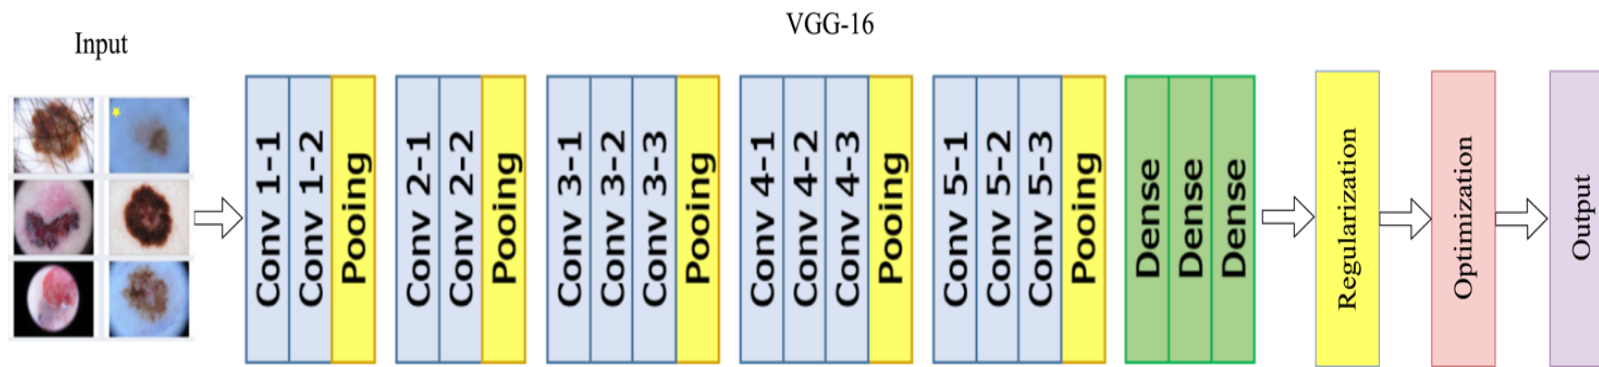 VGG-16
Input
Conv 1-1
Conv 1-2
Pooing
Conv 2-1
Conv 2-2
Pooing
Conv 3-1
Conv 3-2
Conv 3-3
Pooing
Conv 4-1
Conv 4-2
Conv 4-3
Pooing
Conv 5-1
Conv 5-2
Conv 5-3
Pooing
Dense
Dense
Dense
Regularization
Optimization
Output